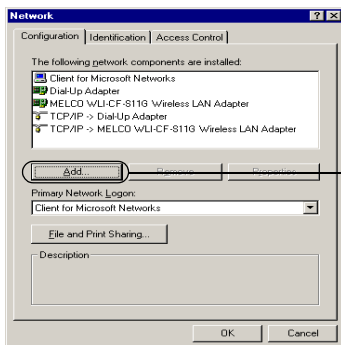 Network
Configuration Identification Access Control
The following network components are installed:
Client for Microsoft Networks
Dial-Up Adapter
MELCO WLI-CF-S11G Wireless LAN Adapter
TCP/IP -> Dial-Up Adapter
TCP/IP -> MELCO WLI-CF-S11G Wireless LAN Adapter
Add... Remove Properties
Primary Network Logon:
Client for Microsoft Networks
File and Print Sharing...
Description
OK Cancel